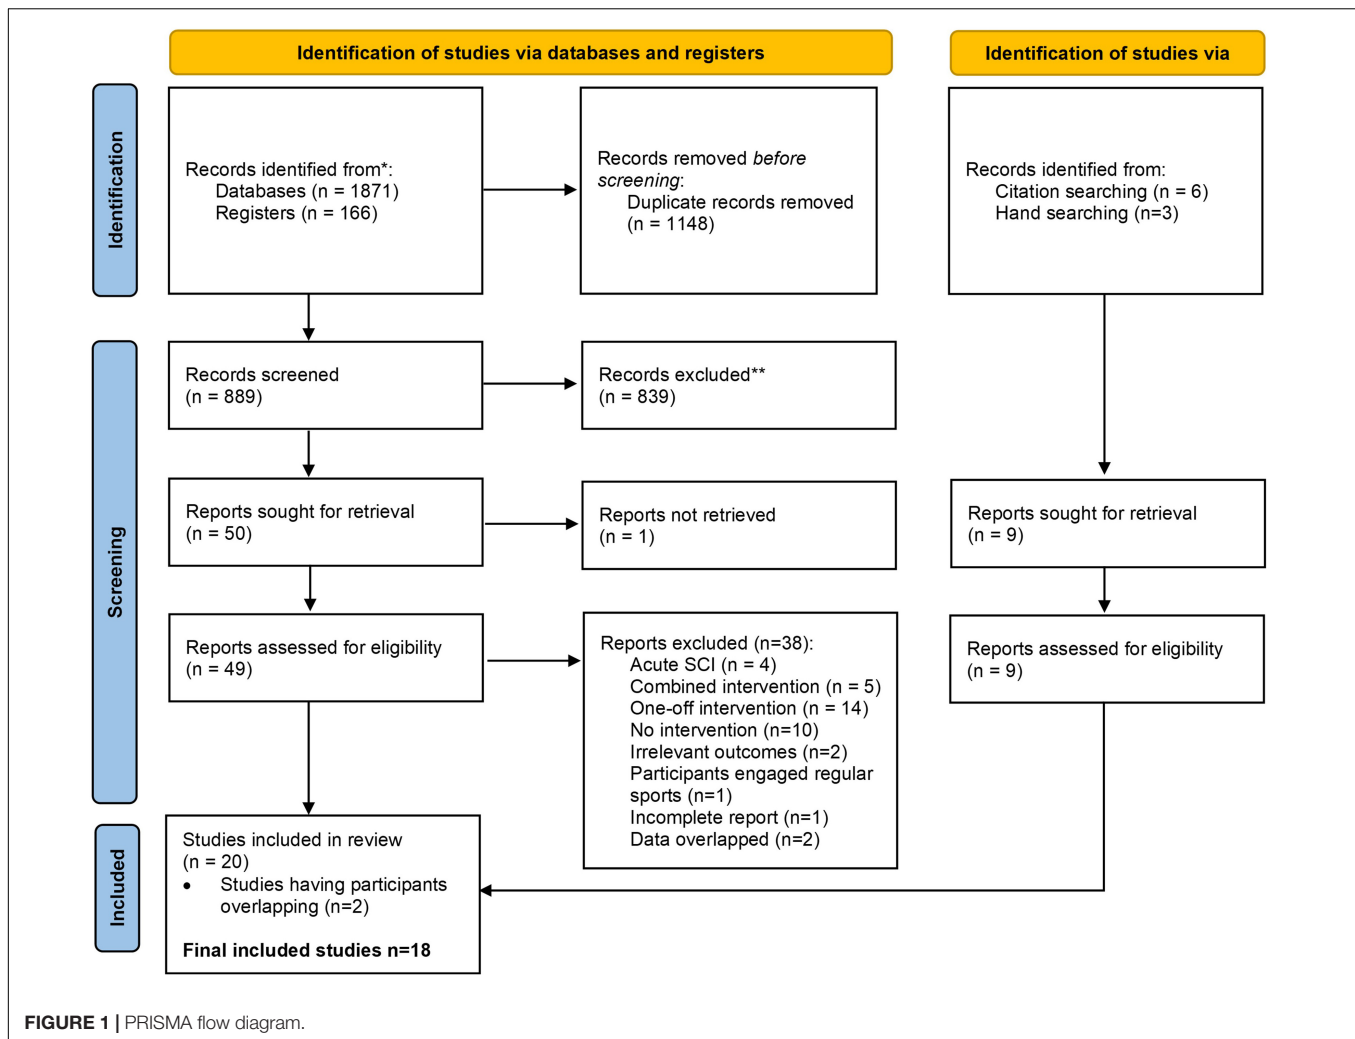 Identification of studies via databases and registers
Identification of studies via
Identification
Records identified from*:
Databases (n = 1871)
Registers (n = 166)
Records removed before
screening:
Duplicate records removed
(n = 1148)
Records identified from:
Citation searching (n = 6)
Hand searching (n=3)
Screening
Records screened
(n = 889)
Records excluded**
(n = 839)
Reports sought for retrieval
(n = 50)
Reports not retrieved
(n = 1)
Reports sought for retrieval
(n = 9)
Reports assessed for eligibility
(n = 49)
Reports excluded (n=38):
Acute SCI (n = 4)
Combined intervention (n = 5)
One-off intervention (n = 14)
No intervention (n=10)
Irrelevant outcomes (n=2)
Participants engaged regular
sports (n=1)
Incomplete report (n=1)
Data overlapped (n=2)
Reports assessed for eligibility
(n = 9)
Included
Studies included in review
(n = 20)
• Studies having participants
overlapping (n=2)
Final included studies n=18
FIGURE 1 | PRISMA flow diagram.